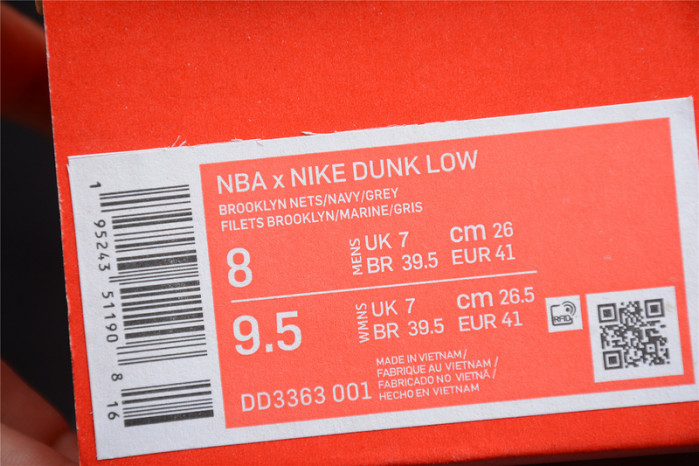 NBA x NIKE DUNK LOW
BROOKLYN NETS/NAVY/GREY
FILETS BROOKLYN/MARINE/GRIS
8
MENS
UK 7 cm 26
BR 39.5 EUR 41
9.5
WMNS
UK 7 cm 26.5
BR 39.5 EUR 41
RFID
MADE IN VIETNAM/
FABRIQUE AU VIETNAM/
FABRICADO NO VIETNÃ/
HECHO EN VIETNAM
DD3363 001
1 95243 51190 8 16